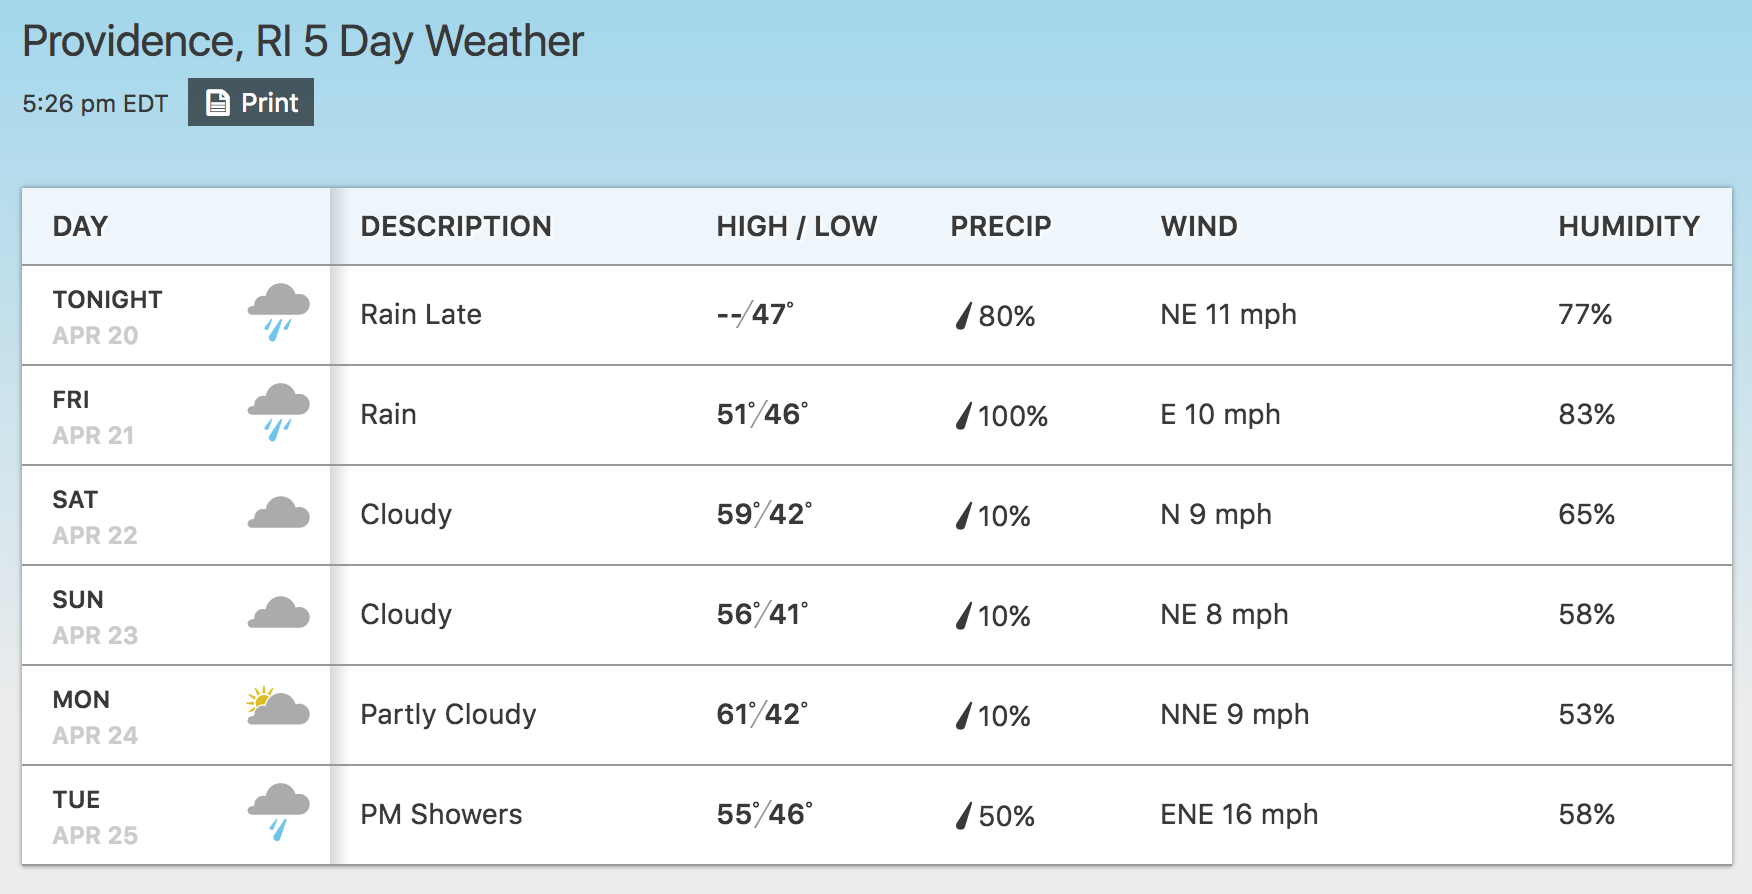 Providence, RI 5 Day Weather
5:26 pm EDT Print
DAY DESCRIPTION HIGH / LOW PRECIP WIND HUMIDITY
TONIGHT
APR 20
Rain Late --/47° 80% NE 11 mph 77%
FRI
APR 21
Rain 51°/46° 100% E 10 mph 83%
SAT
APR 22
Cloudy 59°/42° 10% N 9 mph 65%
SUN
APR 23
Cloudy 56°/41° 10% NE 8 mph 58%
MON
APR 24
Partly Cloudy 61°/42° 10% NNE 9 mph 53%
TUE
APR 25
PM Showers 55°/46° 50% ENE 16 mph 58%